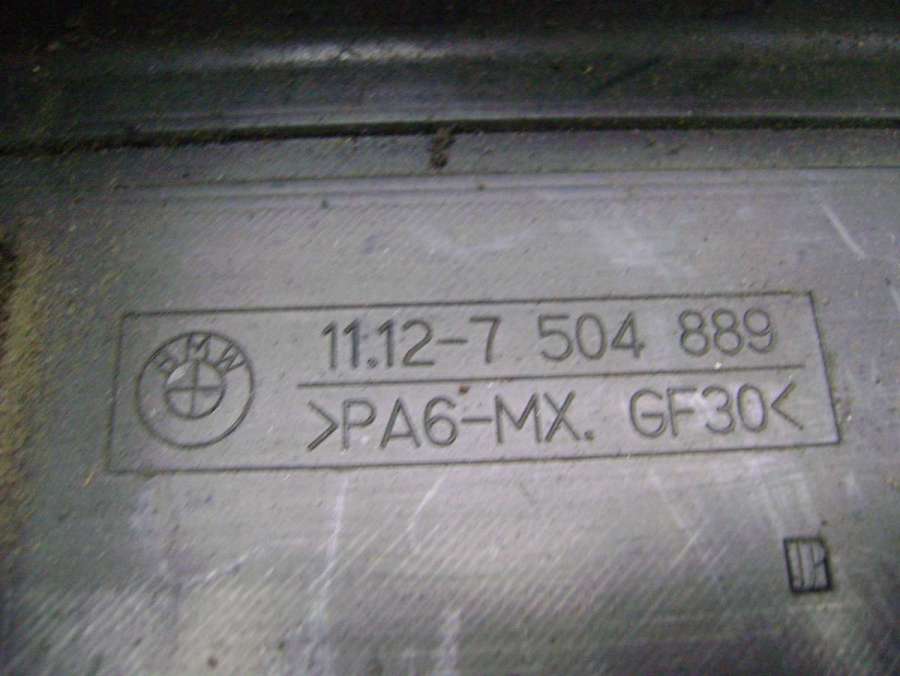 BMW
11.12-7 504 889
>PA6-MX. GF30<